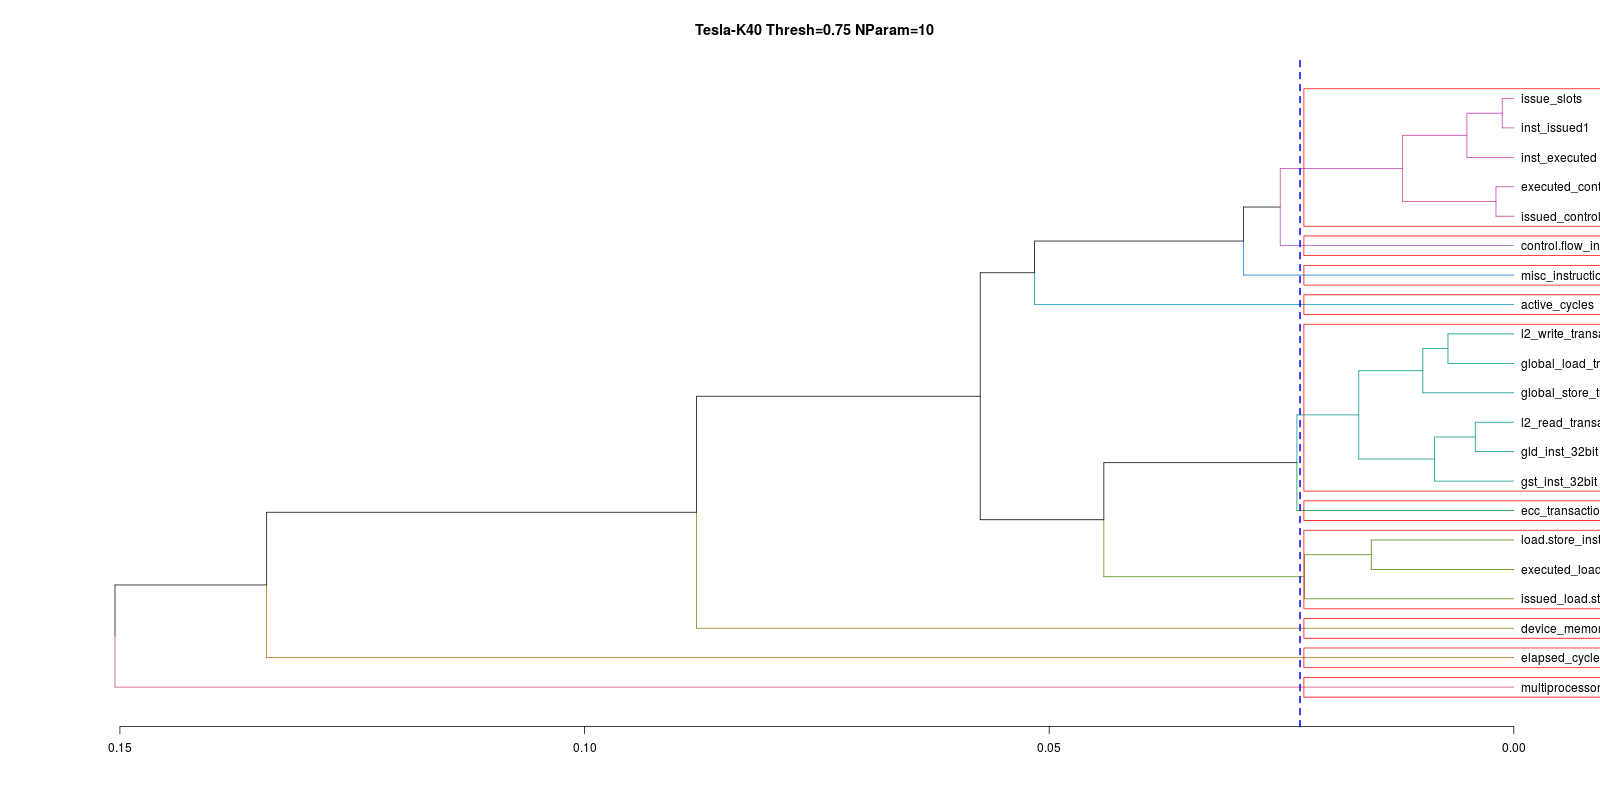 Tesla-K40 Thresh=0.75 NParam=10
issue_slots
inst_issued1
inst_executed
executed_cont
issued_control
control.flow_in
misc_instructio
active_cycles
l2_write_transa
global_load_tr
global_store_t
l2_read_transa
gld_inst_32bit
gst_inst_32bit
ecc_transactio
load.store_inst
executed_load
issued_load.st
device_memor
elapsed_cycle
multiprocessor
0.15 0.10 0.05 0.00